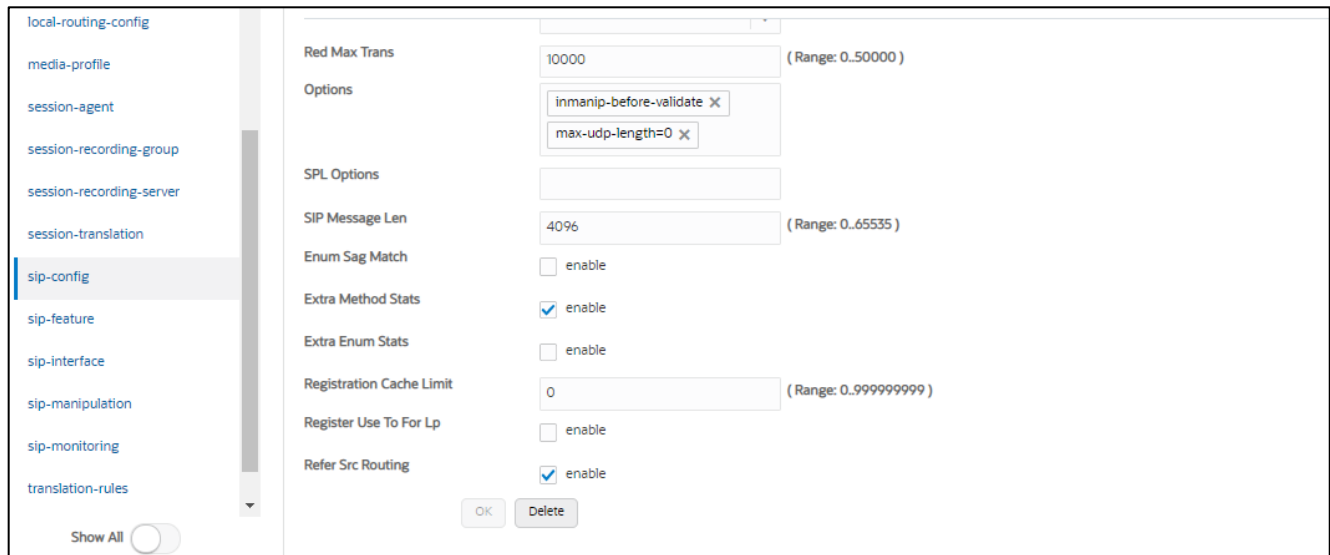 local-routing-config
media-profile
session-agent
session-recording-group
session-recording-server
session-translation
sip-config
sip-feature
sip-interface
sip-manipulation
sip-monitoring
translation-rules
Show All
Red Max Trans 10000 ( Range: 0..50000 )
Options inmanip-before-validate
max-udp-length=0
SPL Options
SIP Message Len 4096 ( Range: 0..65535 )
Enum Sag Match enable
Extra Method Stats enable
Extra Enum Stats enable
Registration Cache Limit 0 ( Range: 0..999999999 )
Register Use To For Lp enable
Refer Src Routing enable
OK Delete